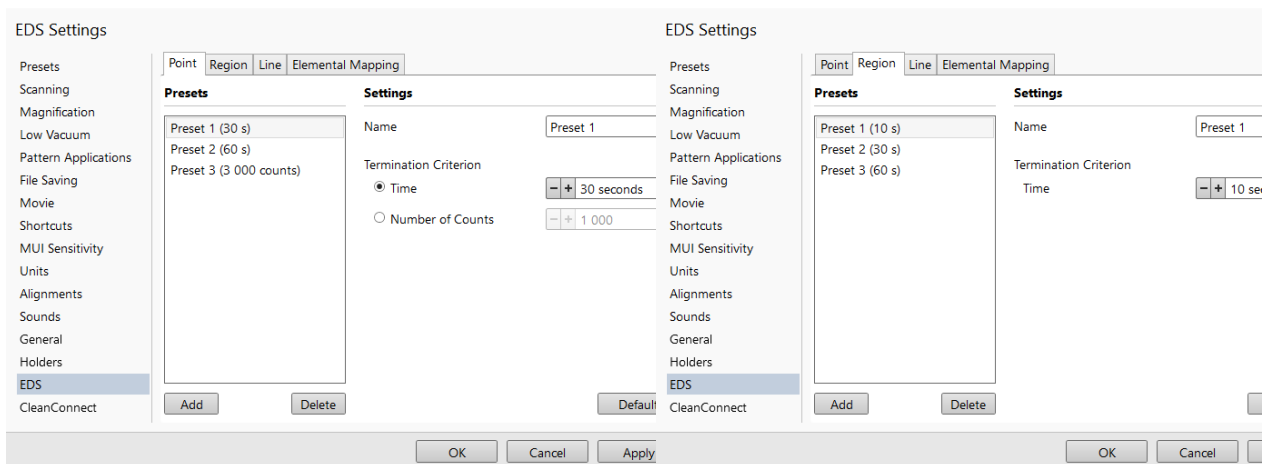 EDS Settings
Presets
Scanning
Magnification
Low Vacuum
Pattern Applications
File Saving
Movie
Shortcuts
MUI Sensitivity
Units
Alignments
Sounds
General
Holders
EDS
CleanConnect
Point Region Line Elemental Mapping
Presets
Preset 1 (30 s)
Preset 2 (60 s)
Preset 3 (3 000 counts)
Add Delete
Settings
Name Preset 1
Termination Criterion
Time - + 30 seconds
Number of Counts - + 1 000
Default
OK Cancel Apply
EDS Settings
Presets
Scanning
Magnification
Low Vacuum
Pattern Applications
File Saving
Movie
Shortcuts
MUI Sensitivity
Units
Alignments
Sounds
General
Holders
EDS
CleanConnect
Point Region Line Elemental Mapping
Presets
Preset 1 (10 s)
Preset 2 (30 s)
Preset 3 (60 s)
Add Delete
Settings
Name Preset 1
Termination Criterion
Time - + 10 sec
OK Cancel